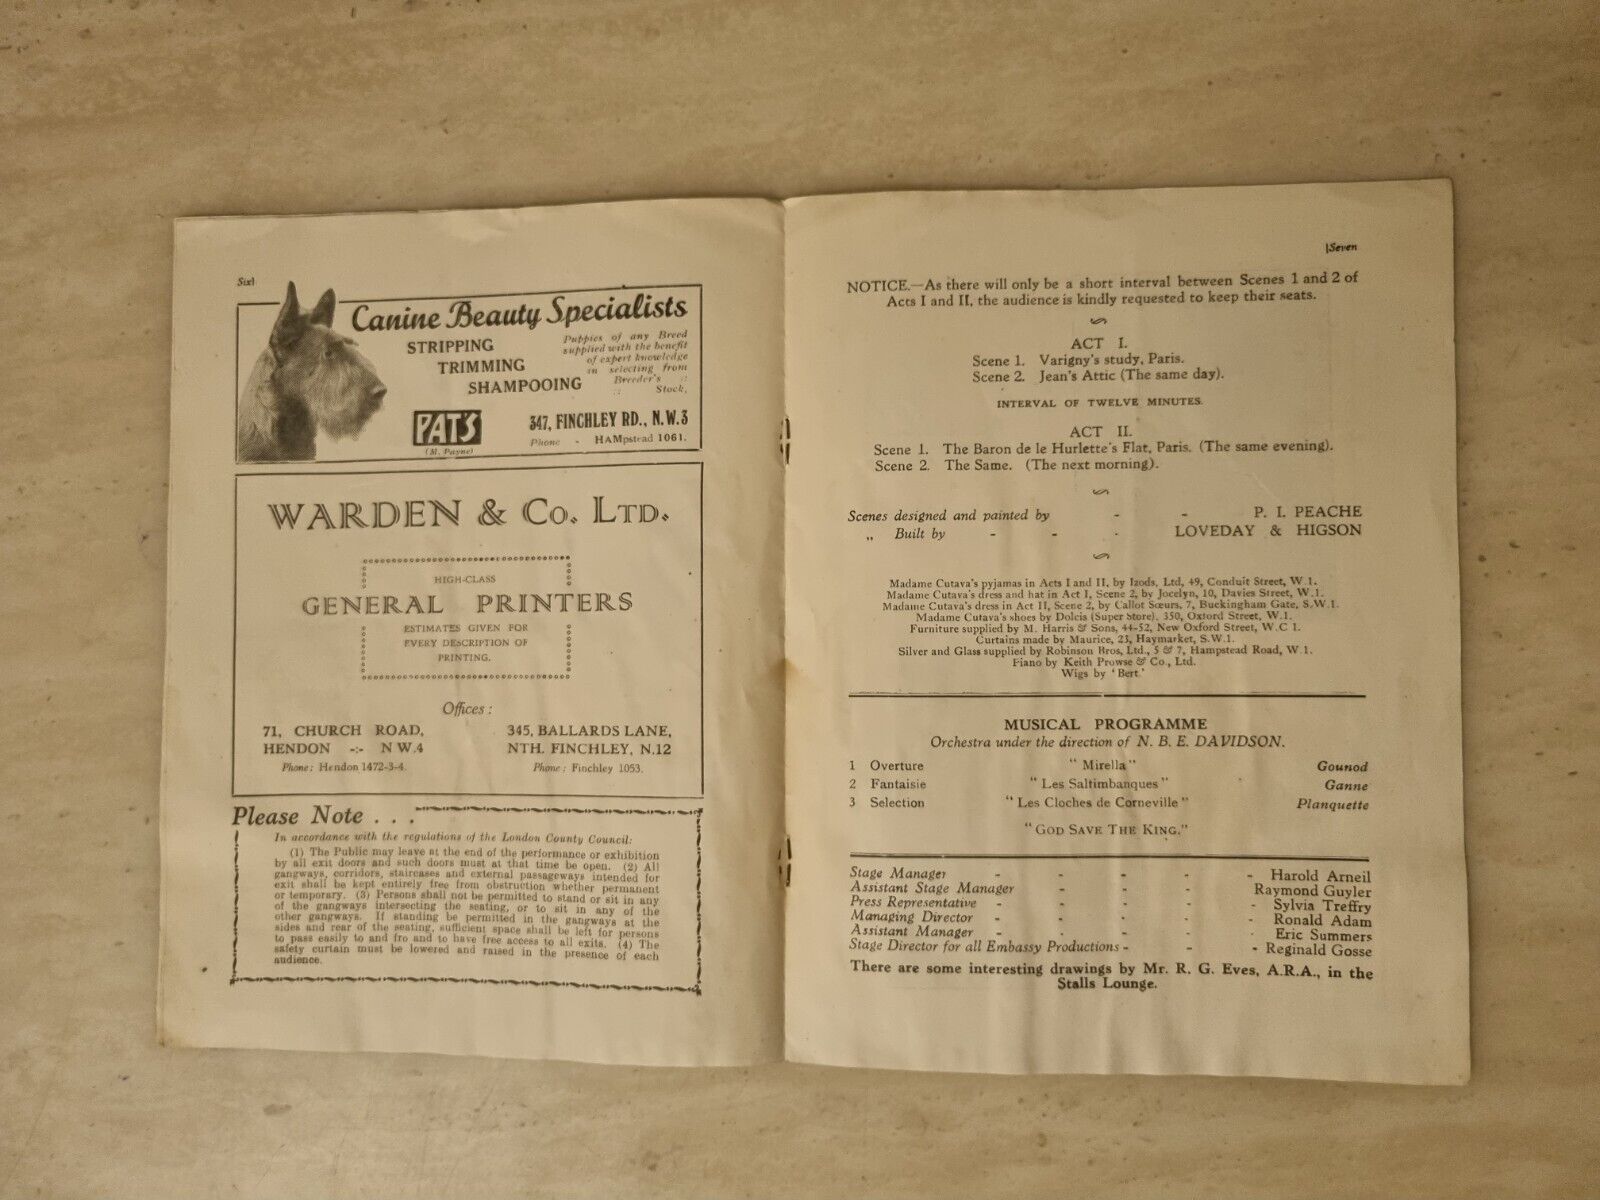 Six
Canine Beauty Specialists
STRIPPING
TRIMMING
SHAMPOOING
Puppies of any Breed
supplied with the benefit
of expert knowledge
in selecting from
Breeder's ::
:: Stock.
PAT'S
(M. Payne)
347, FINCHLEY RD., N.W.3
Phone - HAMpstead 1061.
WARDEN & Co. LTD.
HIGH-CLASS
GENERAL PRINTERS
ESTIMATES GIVEN FOR
EVERY DESCRIPTION OF
PRINTING.
Offices :
71, CHURCH ROAD,
HENDON -:- N W.4
Phone: Hendon 1472-3-4.
345, BALLARDS LANE,
NTH. FINCHLEY, N.12
Phone: Finchley 1053.
Please Note . . .
In accordance with the regulations of the London County Council:
(1) The Public may leave at the end of the performance or exhibition
by all exit doors and such doors must at that time be open. (2) All
gangways, corridors, staircases and external passageways intended for
exit shall be kept entirely free from obstruction whether permanent
or temporary. (3) Persons shall not be permitted to stand or sit in any
of the gangways intersecting the seating, or to sit in any of the
other gangways. If standing be permitted in the gangways at the
sides and rear of the seating, sufficient space shall be left for persons
to pass easily to and fro and to have free access to all exits. (4) The
safety curtain must be lowered and raised in the presence of each
audience.
Seven
NOTICE.—As there will only be a short interval between Scenes 1 and 2 of
Acts I and II, the audience is kindly requested to keep their seats.
ACT I.
Scene 1. Varigny's study, Paris.
Scene 2. Jean's Attic (The same day).
INTERVAL OF TWELVE MINUTES.
ACT II.
Scene 1. The Baron de le Hurlette's Flat, Paris. (The same evening).
Scene 2. The Same. (The next morning).
Scenes designed and painted by - - P. I. PEACHE
„ Built by - - - LOVEDAY & HIGSON
Madame Cutava's pyjamas in Acts I and II, by Izods, Ltd, 49, Conduit Street, W.1.
Madame Cutava's dress and hat in Act I, Scene 2, by Jocelyn, 10, Davies Street, W.1.
Madame Cutava's dress in Act II, Scene 2, by Callot Sœurs, 7, Buckingham Gate, S.W.1.
Madame Cutava's shoes by Dolcis (Super Store), 350, Oxford Street, W.1.
Furniture supplied by M. Harris & Sons, 44-52, New Oxford Street, W.C 1.
Curtains made by Maurice, 23, Haymarket, S.W.1.
Silver and Glass supplied by Robinson Bros, Ltd., 5 & 7, Hampstead Road, W.1.
Piano by Keith Prowse & Co., Ltd.
Wigs by 'Bert.'
MUSICAL PROGRAMME
Orchestra under the direction of N. B. E. DAVIDSON.
1 Overture "Mirella" Gounod
2 Fantaisie "Les Saltimbanques" Ganne
3 Selection "Les Cloches de Corneville" Planquette
"GOD SAVE THE KING."
Stage Manager - - - - - Harold Arneil
Assistant Stage Manager - - - - Raymond Guyler
Press Representative - - - - - Sylvia Treffry
Managing Director - - - - - Ronald Adam
Assistant Manager - - - - - Eric Summers
Stage Director for all Embassy Productions - - - Reginald Gosse
There are some interesting drawings by Mr. R. G. Eves, A.R.A., in the
Stalls Lounge.